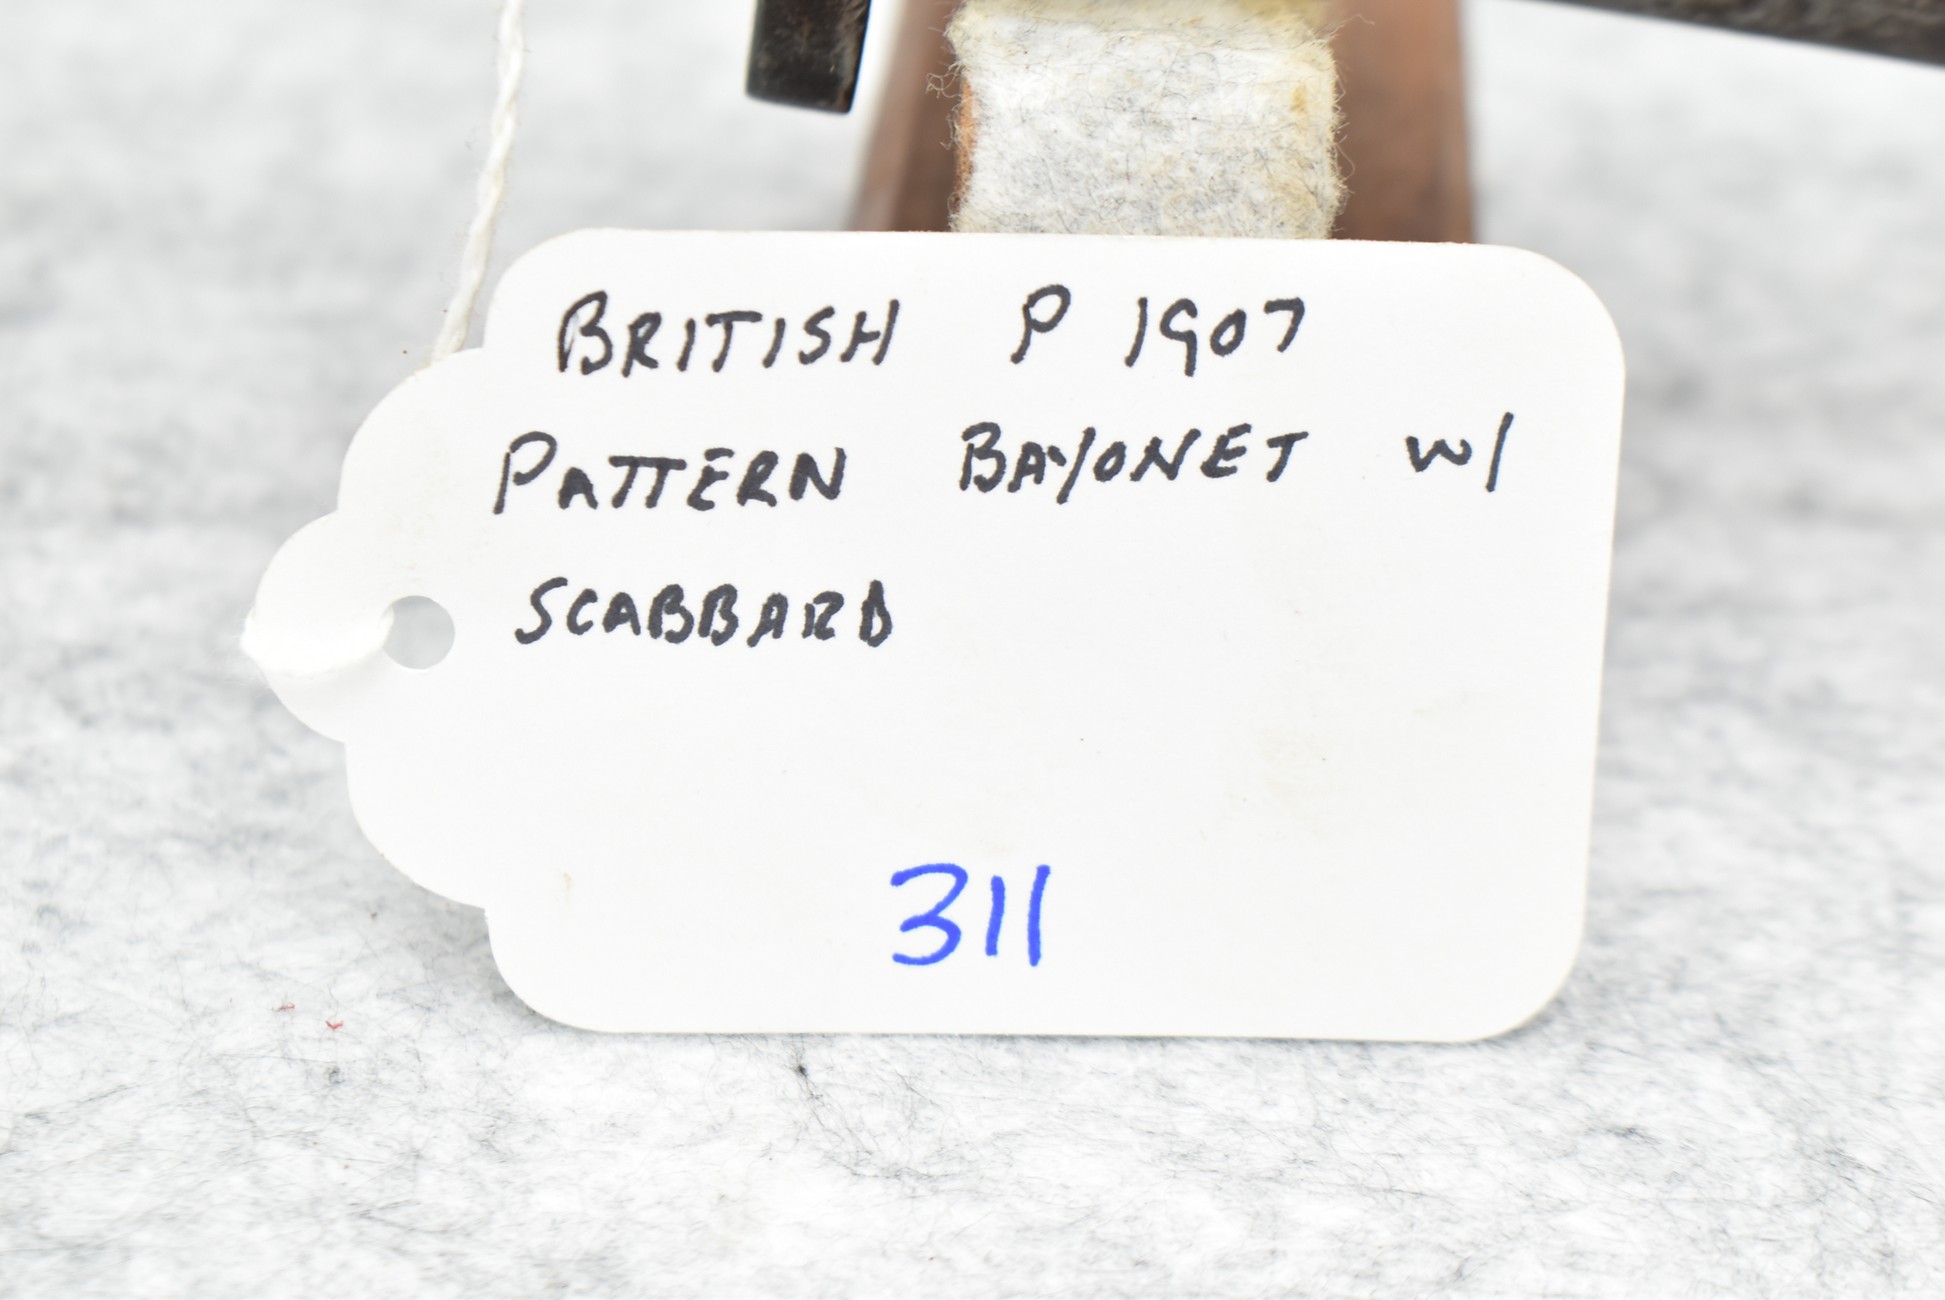 BRITISH P 1907
PATTERN BAYONET W/
SCABBARD
311